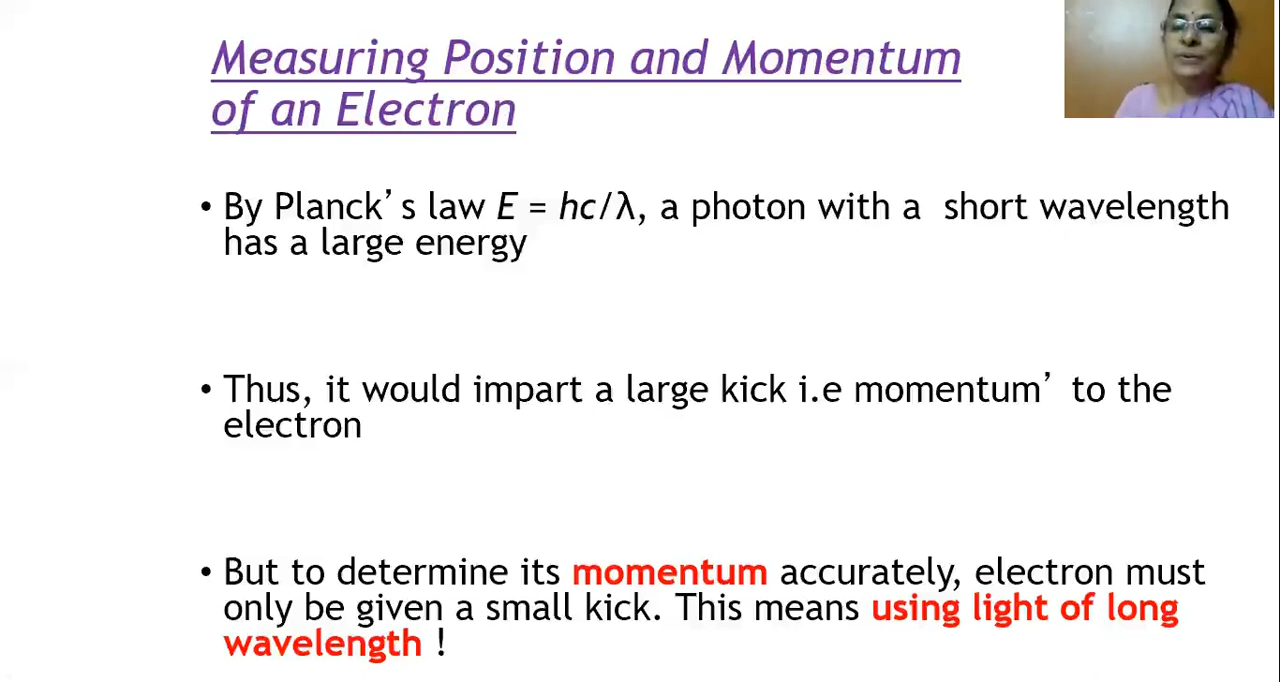 Measuring Position and Momentum
of an Electron
• By Planck’s law E = hc/λ, a photon with a short wavelength
has a large energy
• Thus, it would impart a large kick i.e momentum’ to the
electron
• But to determine its momentum accurately, electron must
only be given a small kick. This means using light of long
wavelength !